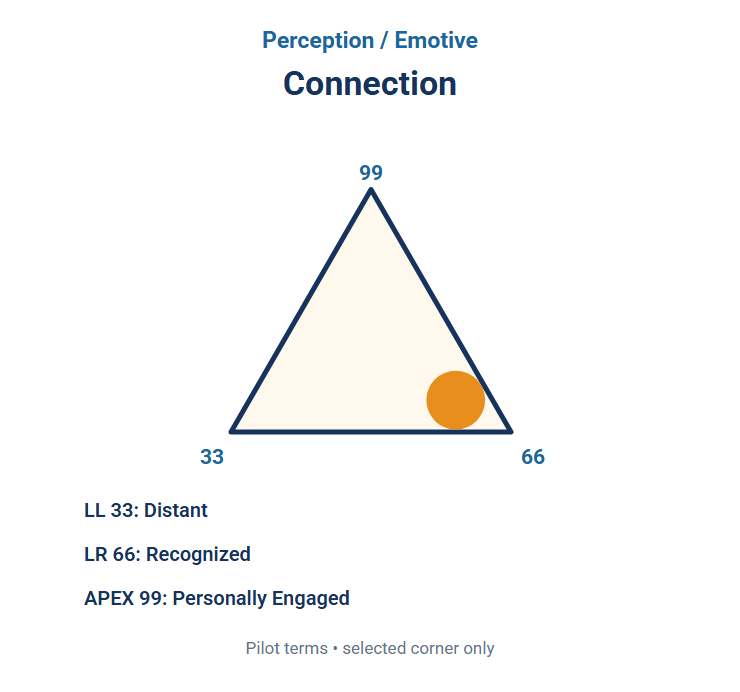 Perception / Emotive
Connection
99
33
66
LL 33: Distant
LR 66: Recognized
APEX 99: Personally Engaged
Pilot terms • selected corner only